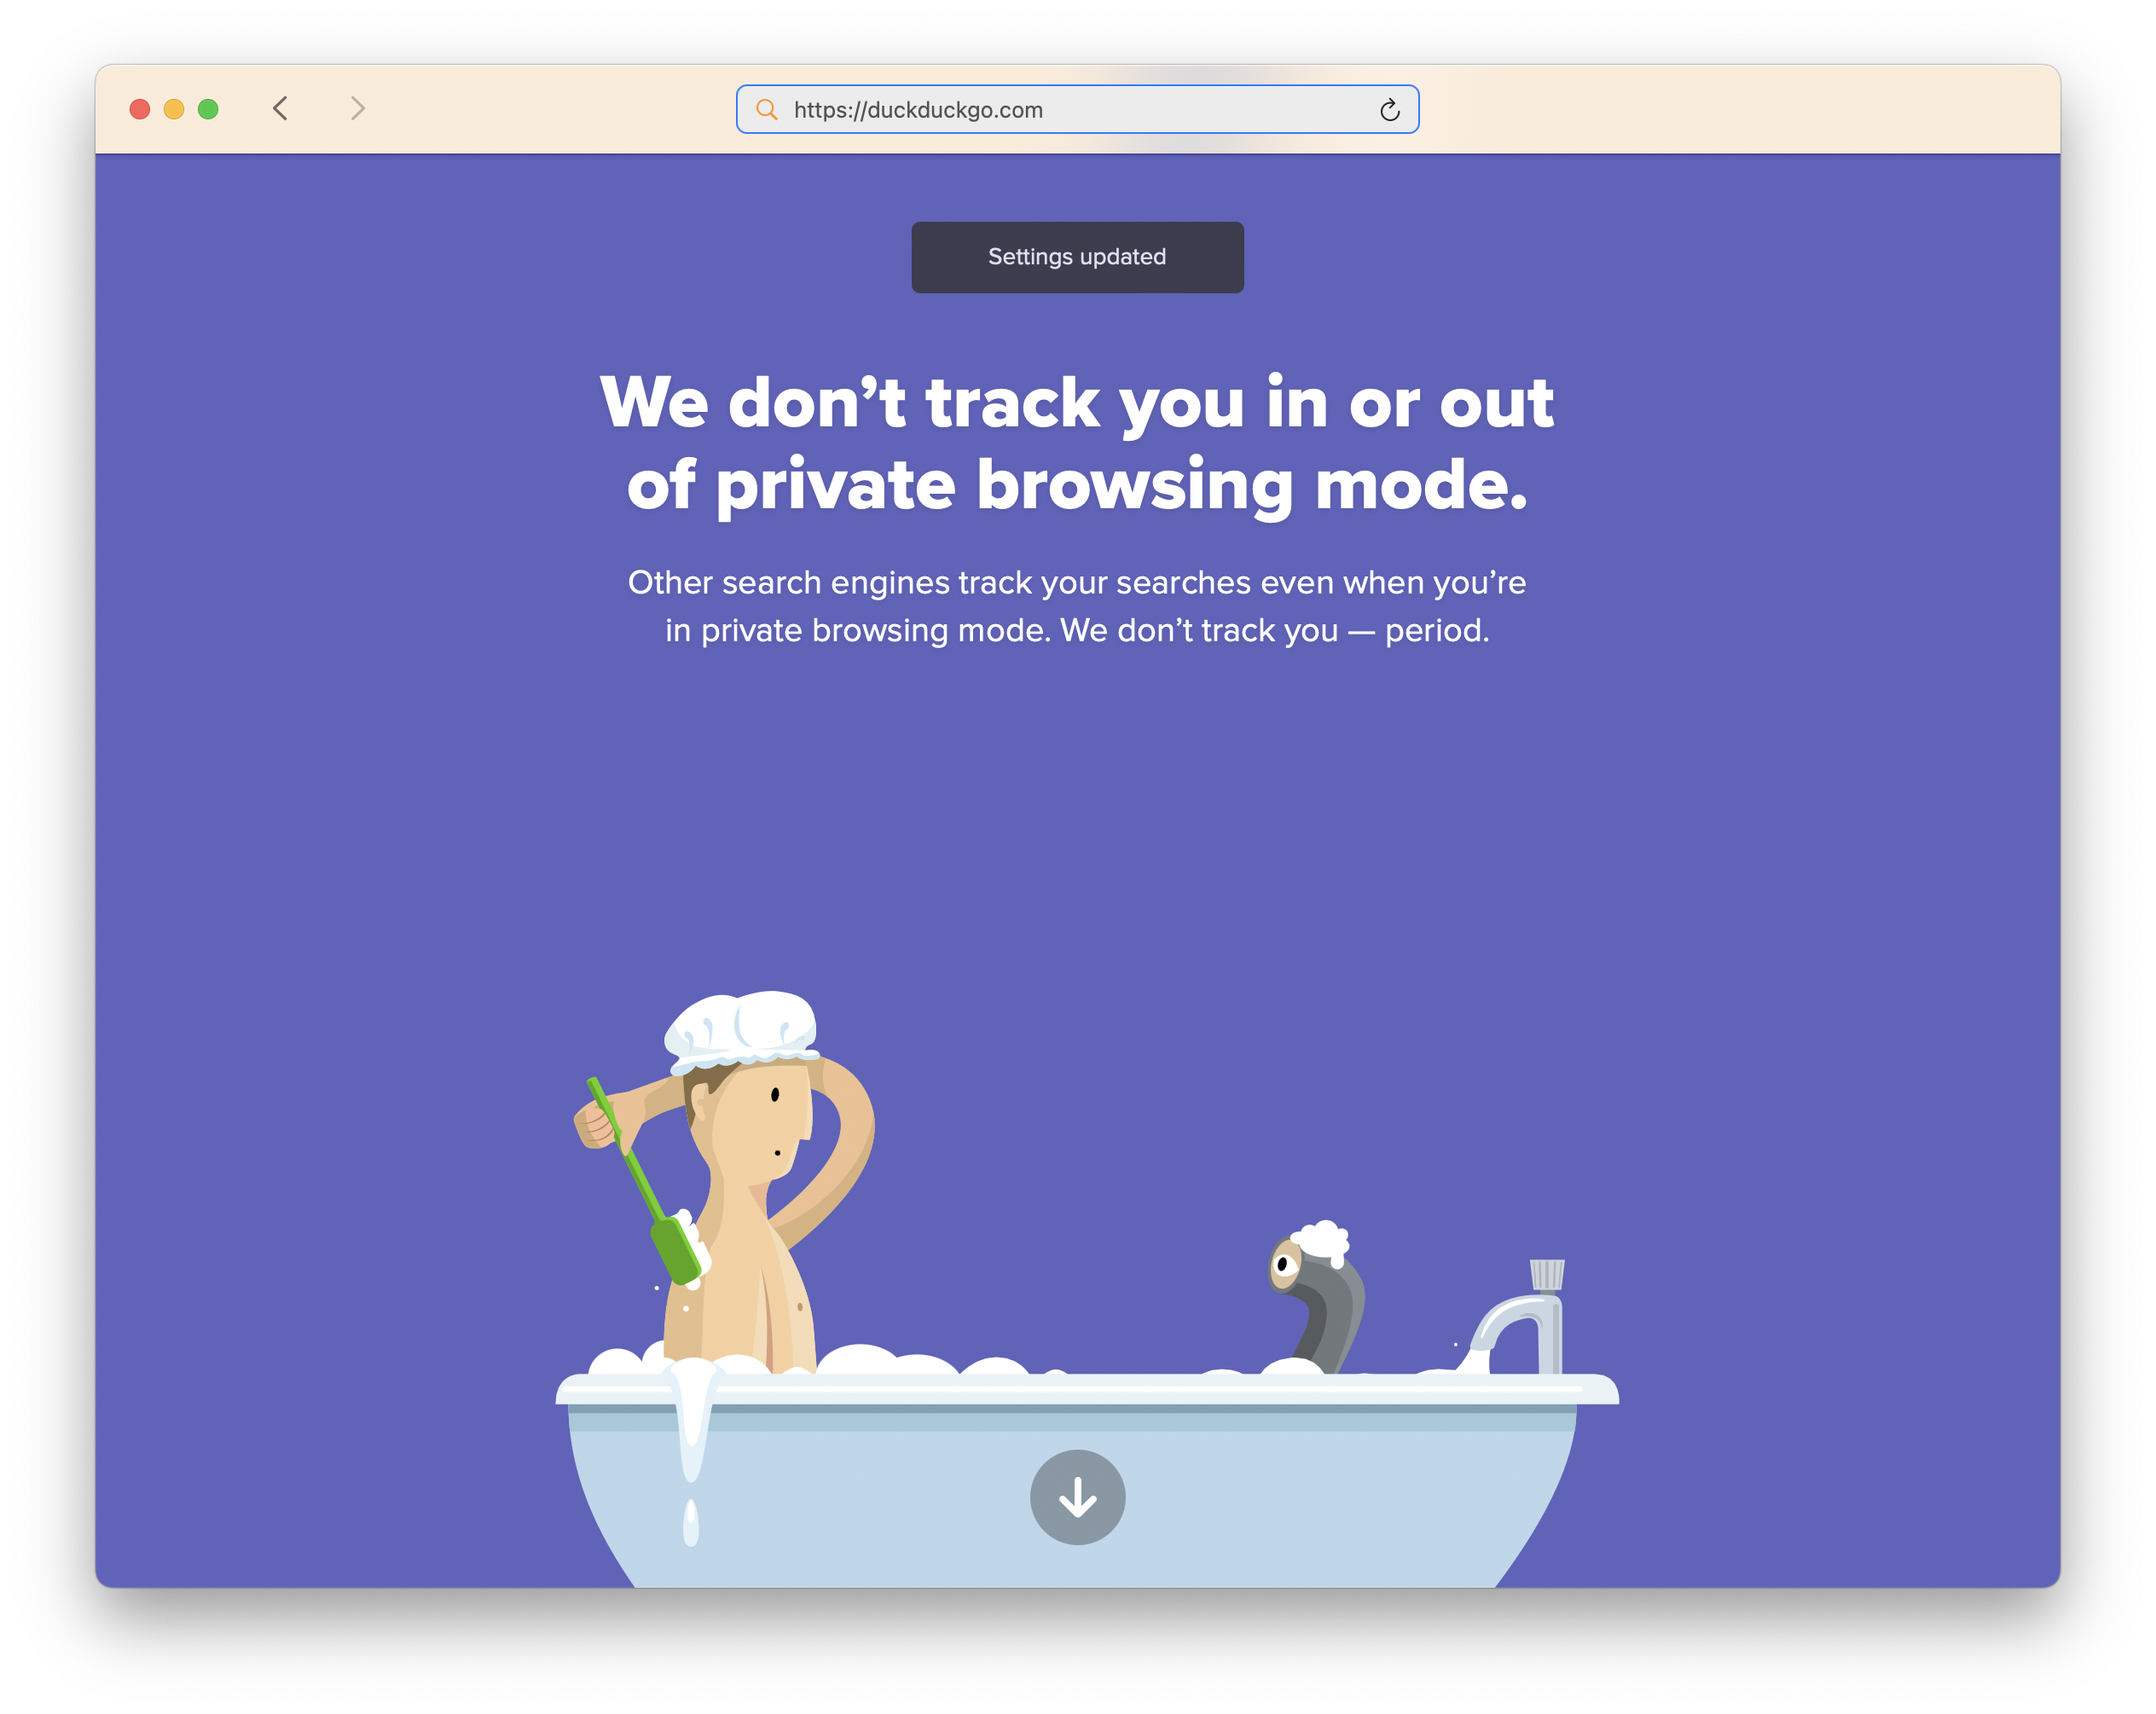 https://duckduckgo.com
Settings updated
We don’t track you in or out
of private browsing mode.
Other search engines track your searches even when you’re
in private browsing mode. We don’t track you — period.